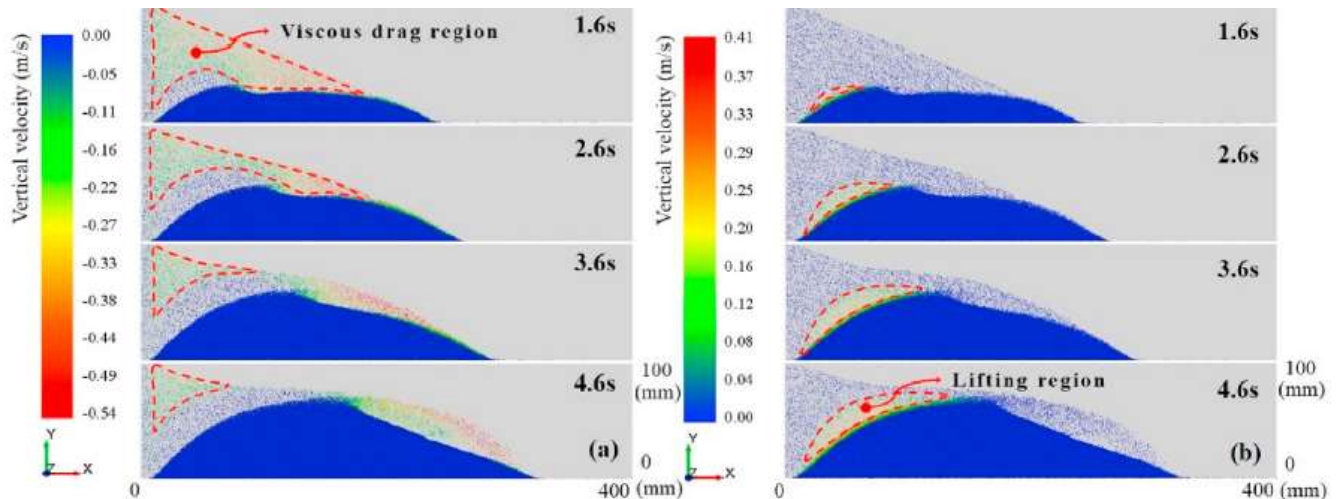 Vertical velocity (m/s)
0.00
-0.05
-0.11
-0.16
-0.22
-0.27
-0.33
-0.38
-0.44
-0.49
-0.54
Y
Z
X
Viscous drag region
1.6s
2.6s
3.6s
4.6s
(a)
100
(mm)
0
(mm)
0
400
Vertical velocity (m/s)
0.41
0.37
0.33
0.29
0.25
0.20
0.16
0.12
0.08
0.04
0.00
Y
Z
X
1.6s
2.6s
3.6s
4.6s
Lifting region
(b)
100
(mm)
0
(mm)
0
400